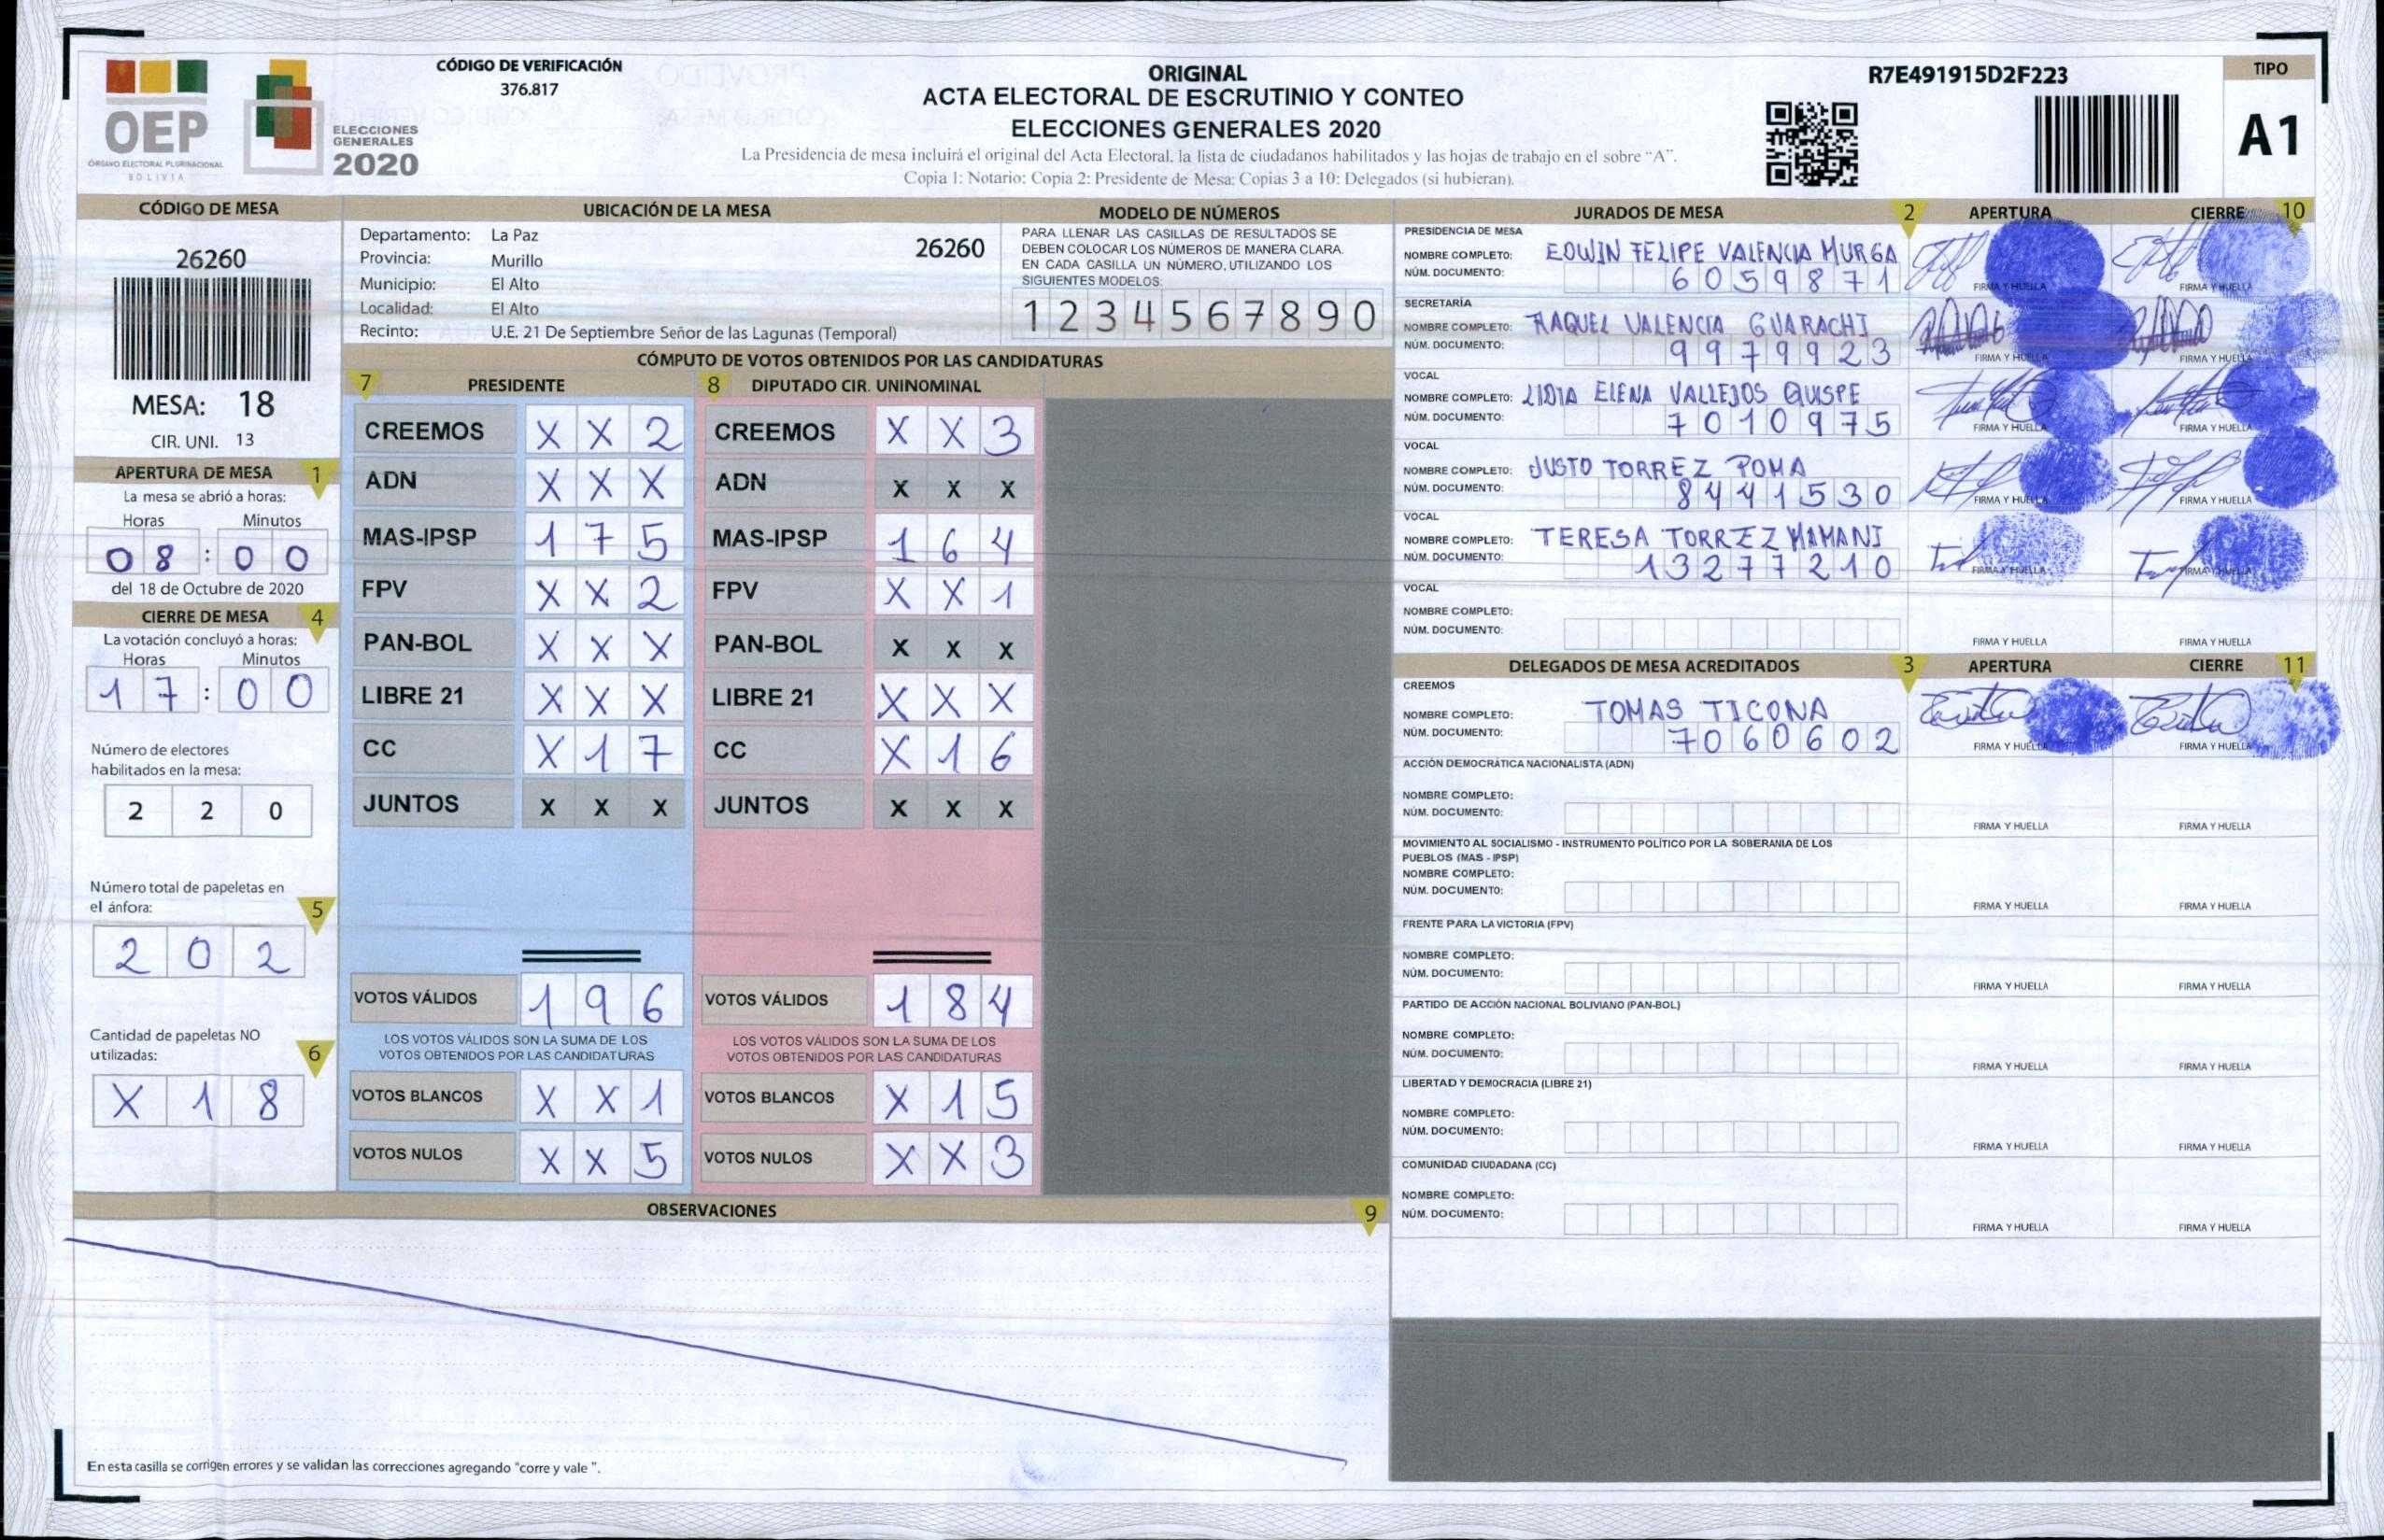 CÓDIGO DE VERIFICACIÓN
376.817
OEP
ÓRGANO ELECTORAL PLURINACIONAL
BOLIVIA
ELECCIONES
GENERALES
2020
ORIGINAL
ACTA ELECTORAL DE ESCRUTINIO Y CONTEO
ELECCIONES GENERALES 2020
La Presidencia de mesa incluirá el original del Acta Electoral, la lista de ciudadanos habilitados y las hojas de trabajo en el sobre "A".
Copia 1: Notario; Copia 2: Presidente de Mesa; Copias 3 a 10: Delegados (si hubieran).
R7E491915D2F223
TIPO
A1
CÓDIGO DE MESA
26260
MESA: 18
CIR. UNI. 13
APERTURA DE MESA 1
La mesa se abrió a horas:
Horas Minutos
08 : 00
del 18 de Octubre de 2020
CIERRE DE MESA 4
La votación concluyó a horas:
Horas Minutos
17 : 00
Número de electores
habilitados en la mesa:
2 2 0
Número total de papeletas en
el ánfora: 5
2 0 2
Cantidad de papeletas NO
utilizadas: 6
X 1 8
UBICACIÓN DE LA MESA
Departamento: La Paz
26260
Provincia: Murillo
Municipio: El Alto
Localidad: El Alto
Recinto: U.E. 21 De Septiembre Señor de las Lagunas (Temporal)
MODELO DE NÚMEROS
PARA LLENAR LAS CASILLAS DE RESULTADOS SE
DEBEN COLOCAR LOS NÚMEROS DE MANERA CLARA.
EN CADA CASILLA UN NÚMERO, UTILIZANDO LOS
SIGUIENTES MODELOS:
1 2 3 4 5 6 7 8 9 0
CÓMPUTO DE VOTOS OBTENIDOS POR LAS CANDIDATURAS
7 PRESIDENTE
CREEMOS X X 2
ADN X X X
MAS-IPSP 1 7 5
FPV X X 2
PAN-BOL X X X
LIBRE 21 X X X
CC X 1 7
JUNTOS X X X
VOTOS VÁLIDOS 1 9 6
LOS VOTOS VÁLIDOS SON LA SUMA DE LOS
VOTOS OBTENIDOS POR LAS CANDIDATURAS
VOTOS BLANCOS X X 1
VOTOS NULOS X X 5
8 DIPUTADO CIR. UNINOMINAL
CREEMOS X X 3
ADN X X X
MAS-IPSP 1 6 4
FPV X X 1
PAN-BOL X X X
LIBRE 21 X X X
CC X 1 6
JUNTOS X X X
VOTOS VÁLIDOS 1 8 4
LOS VOTOS VÁLIDOS SON LA SUMA DE LOS
VOTOS OBTENIDOS POR LAS CANDIDATURAS
VOTOS BLANCOS X 1 5
VOTOS NULOS X X 3
OBSERVACIONES 9
En esta casilla se corrigen errores y se validan las correcciones agregando "corre y vale ".
JURADOS DE MESA 2 APERTURA CIERRE 10
PRESIDENCIA DE MESA
NOMBRE COMPLETO: EDWIN FELIPE VALENCIA MURGA
NÚM. DOCUMENTO: 6059871
FIRMA Y HUELLA FIRMA Y HUELLA
SECRETARÍA
NOMBRE COMPLETO: RAQUEL VALENCIA GUARACHI
NÚM. DOCUMENTO: 9979923
FIRMA Y HUELLA FIRMA Y HUELLA
VOCAL
NOMBRE COMPLETO: LIDIA ELENA VALLEJOS QUISPE
NÚM. DOCUMENTO: 7010975
FIRMA Y HUELLA FIRMA Y HUELLA
VOCAL
NOMBRE COMPLETO: JUSTO TORREZ POMA
NÚM. DOCUMENTO: 8441530
FIRMA Y HUELLA FIRMA Y HUELLA
VOCAL
NOMBRE COMPLETO: TERESA TORREZ MAMANI
NÚM. DOCUMENTO: 13277210
FIRMA Y HUELLA FIRMA Y HUELLA
VOCAL
NOMBRE COMPLETO:
NÚM. DOCUMENTO:
FIRMA Y HUELLA FIRMA Y HUELLA
DELEGADOS DE MESA ACREDITADOS 3 APERTURA CIERRE 11
CREEMOS
NOMBRE COMPLETO: TOMAS TICONA
NÚM. DOCUMENTO: 7060602
FIRMA Y HUELLA FIRMA Y HUELLA
ACCIÓN DEMOCRÁTICA NACIONALISTA (ADN)
NOMBRE COMPLETO:
NÚM. DOCUMENTO:
FIRMA Y HUELLA FIRMA Y HUELLA
MOVIMIENTO AL SOCIALISMO - INSTRUMENTO POLÍTICO POR LA SOBERANIA DE LOS
PUEBLOS (MAS - IPSP)
NOMBRE COMPLETO:
NÚM. DOCUMENTO:
FIRMA Y HUELLA FIRMA Y HUELLA
FRENTE PARA LA VICTORIA (FPV)
NOMBRE COMPLETO:
NÚM. DOCUMENTO:
FIRMA Y HUELLA FIRMA Y HUELLA
PARTIDO DE ACCIÓN NACIONAL BOLIVIANO (PAN-BOL)
NOMBRE COMPLETO:
NÚM. DOCUMENTO:
FIRMA Y HUELLA FIRMA Y HUELLA
LIBERTAD Y DEMOCRACIA (LIBRE 21)
NOMBRE COMPLETO:
NÚM. DOCUMENTO:
FIRMA Y HUELLA FIRMA Y HUELLA
COMUNIDAD CIUDADANA (CC)
NOMBRE COMPLETO:
NÚM. DOCUMENTO:
FIRMA Y HUELLA FIRMA Y HUELLA